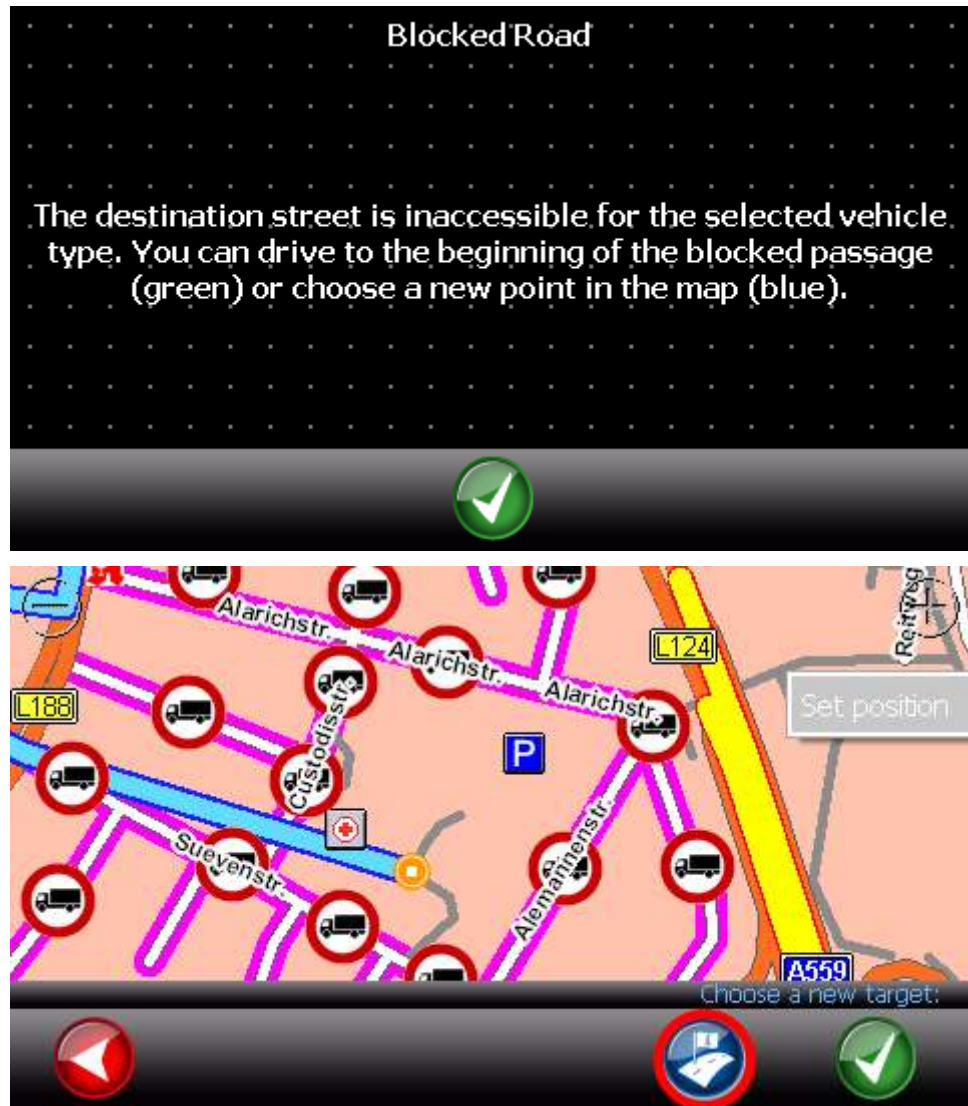 Blocked Road
The destination street is inaccessible for the selected vehicle
type. You can drive to the beginning of the blocked passage
(green) or choose a new point in the map (blue).
Alarichstr.
Alarichstr.
Alarichstr.
L124
L188
Set position
Custodisstr.
P
Suevenstr.
Alemannenstr.
A559
Choose a new target: